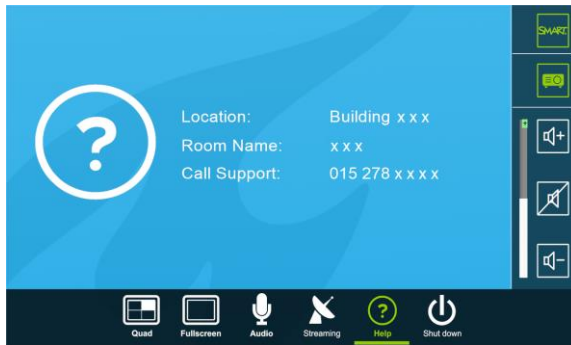 SMART
Location: Building x x x
Room Name: x x x
Call Support: 015 278 x x x x
Quad Fullscreen Audio Streaming Help Shut down